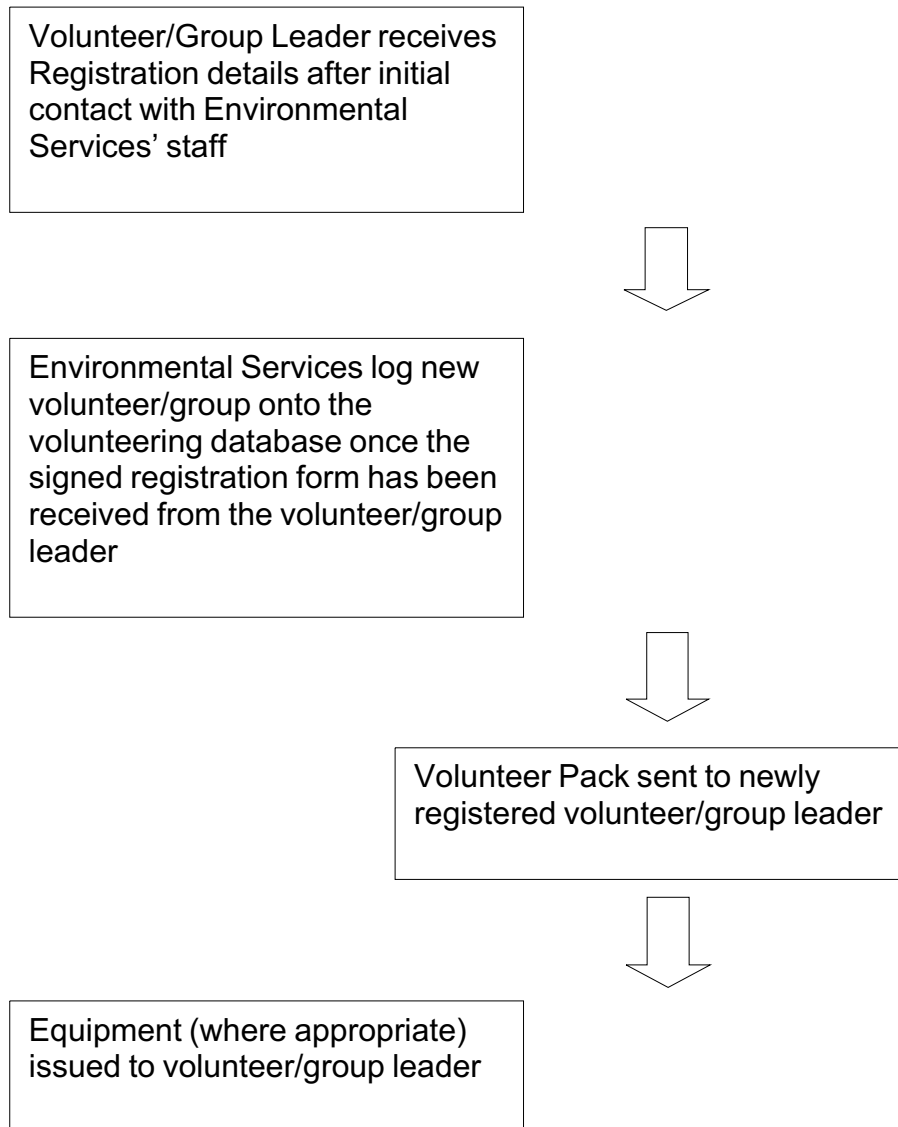 Volunteer/Group Leader receives
Registration details after initial
contact with Environmental
Services’ staff
Environmental Services log new
volunteer/group onto the
volunteering database once the
signed registration form has been
received from the volunteer/group
leader
Volunteer Pack sent to newly
registered volunteer/group leader
Equipment (where appropriate)
issued to volunteer/group leader